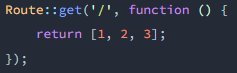 Route::get('/', function () {
    return [1, 2, 3];
});